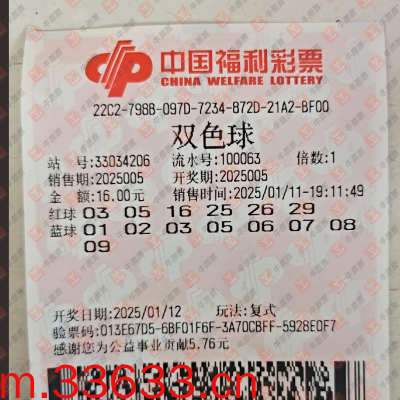 中国福利彩票
CHINA WELFARE LOTTERY
22C2-798B-097D-7234-872D-21A2-BF00
双色球
站 号:33034206 流水号:100063 倍数:1
销售期:2025005 开奖期:2025005
金 额:16.00元 销售时间:2025/01/11-19:11:49
红球 03 05 16 25 26 29
蓝球 01 02 03 05 06 07 08
09
开奖日期:2025/01/12 玩法:复式
验票码:013E67D5-6BF01F6F-3A70CBFF-5928E0F7
感谢您为公益事业贡献5.76元
m.33633.cn